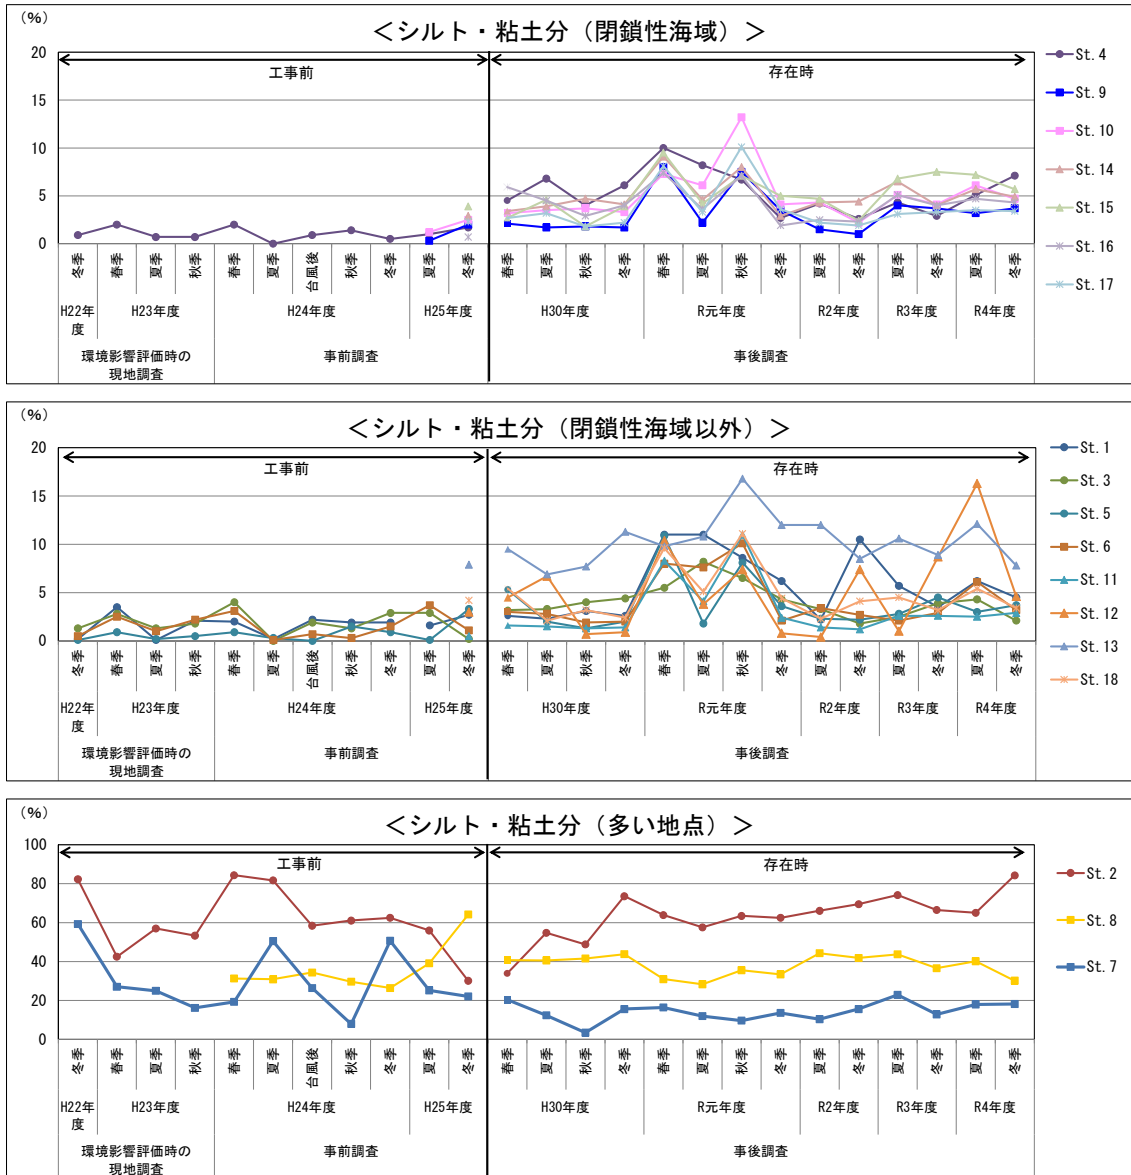 (%)
＜シルト・粘土分（閉鎖性海域）＞
20
15
10
5
0
工事前
存在時
冬季 春季 夏季 秋季 春季 夏季 台風後 秋季 冬季 夏季 冬季 春季 夏季 秋季 冬季 春季 夏季 秋季 冬季 夏季 冬季 夏季 冬季 夏季 冬季
H22年度 H23年度 H24年度 H25年度 H30年度 R元年度 R2年度 R3年度 R4年度
環境影響評価時の
現地調査
事前調査
事後調査
St. 4
St. 9
St. 10
St. 14
St. 15
St. 16
St. 17
(%)
＜シルト・粘土分（閉鎖性海域以外）＞
20
15
10
5
0
工事前
存在時
冬季 春季 夏季 秋季 春季 夏季 台風後 秋季 冬季 夏季 冬季 春季 夏季 秋季 冬季 春季 夏季 秋季 冬季 夏季 冬季 夏季 冬季 夏季 冬季
H22年度 H23年度 H24年度 H25年度 H30年度 R元年度 R2年度 R3年度 R4年度
環境影響評価時の
現地調査
事前調査
事後調査
St. 1
St. 3
St. 5
St. 6
St. 11
St. 12
St. 13
St. 18
(%)
＜シルト・粘土分（多い地点）＞
100
80
60
40
20
0
工事前
存在時
冬季 春季 夏季 秋季 春季 夏季 台風後 秋季 冬季 夏季 冬季 春季 夏季 秋季 冬季 春季 夏季 秋季 冬季 夏季 冬季 夏季 冬季 夏季 冬季
H22年度 H23年度 H24年度 H25年度 H30年度 R元年度 R2年度 R3年度 R4年度
環境影響評価時の
現地調査
事前調査
事後調査
St. 2
St. 8
St. 7